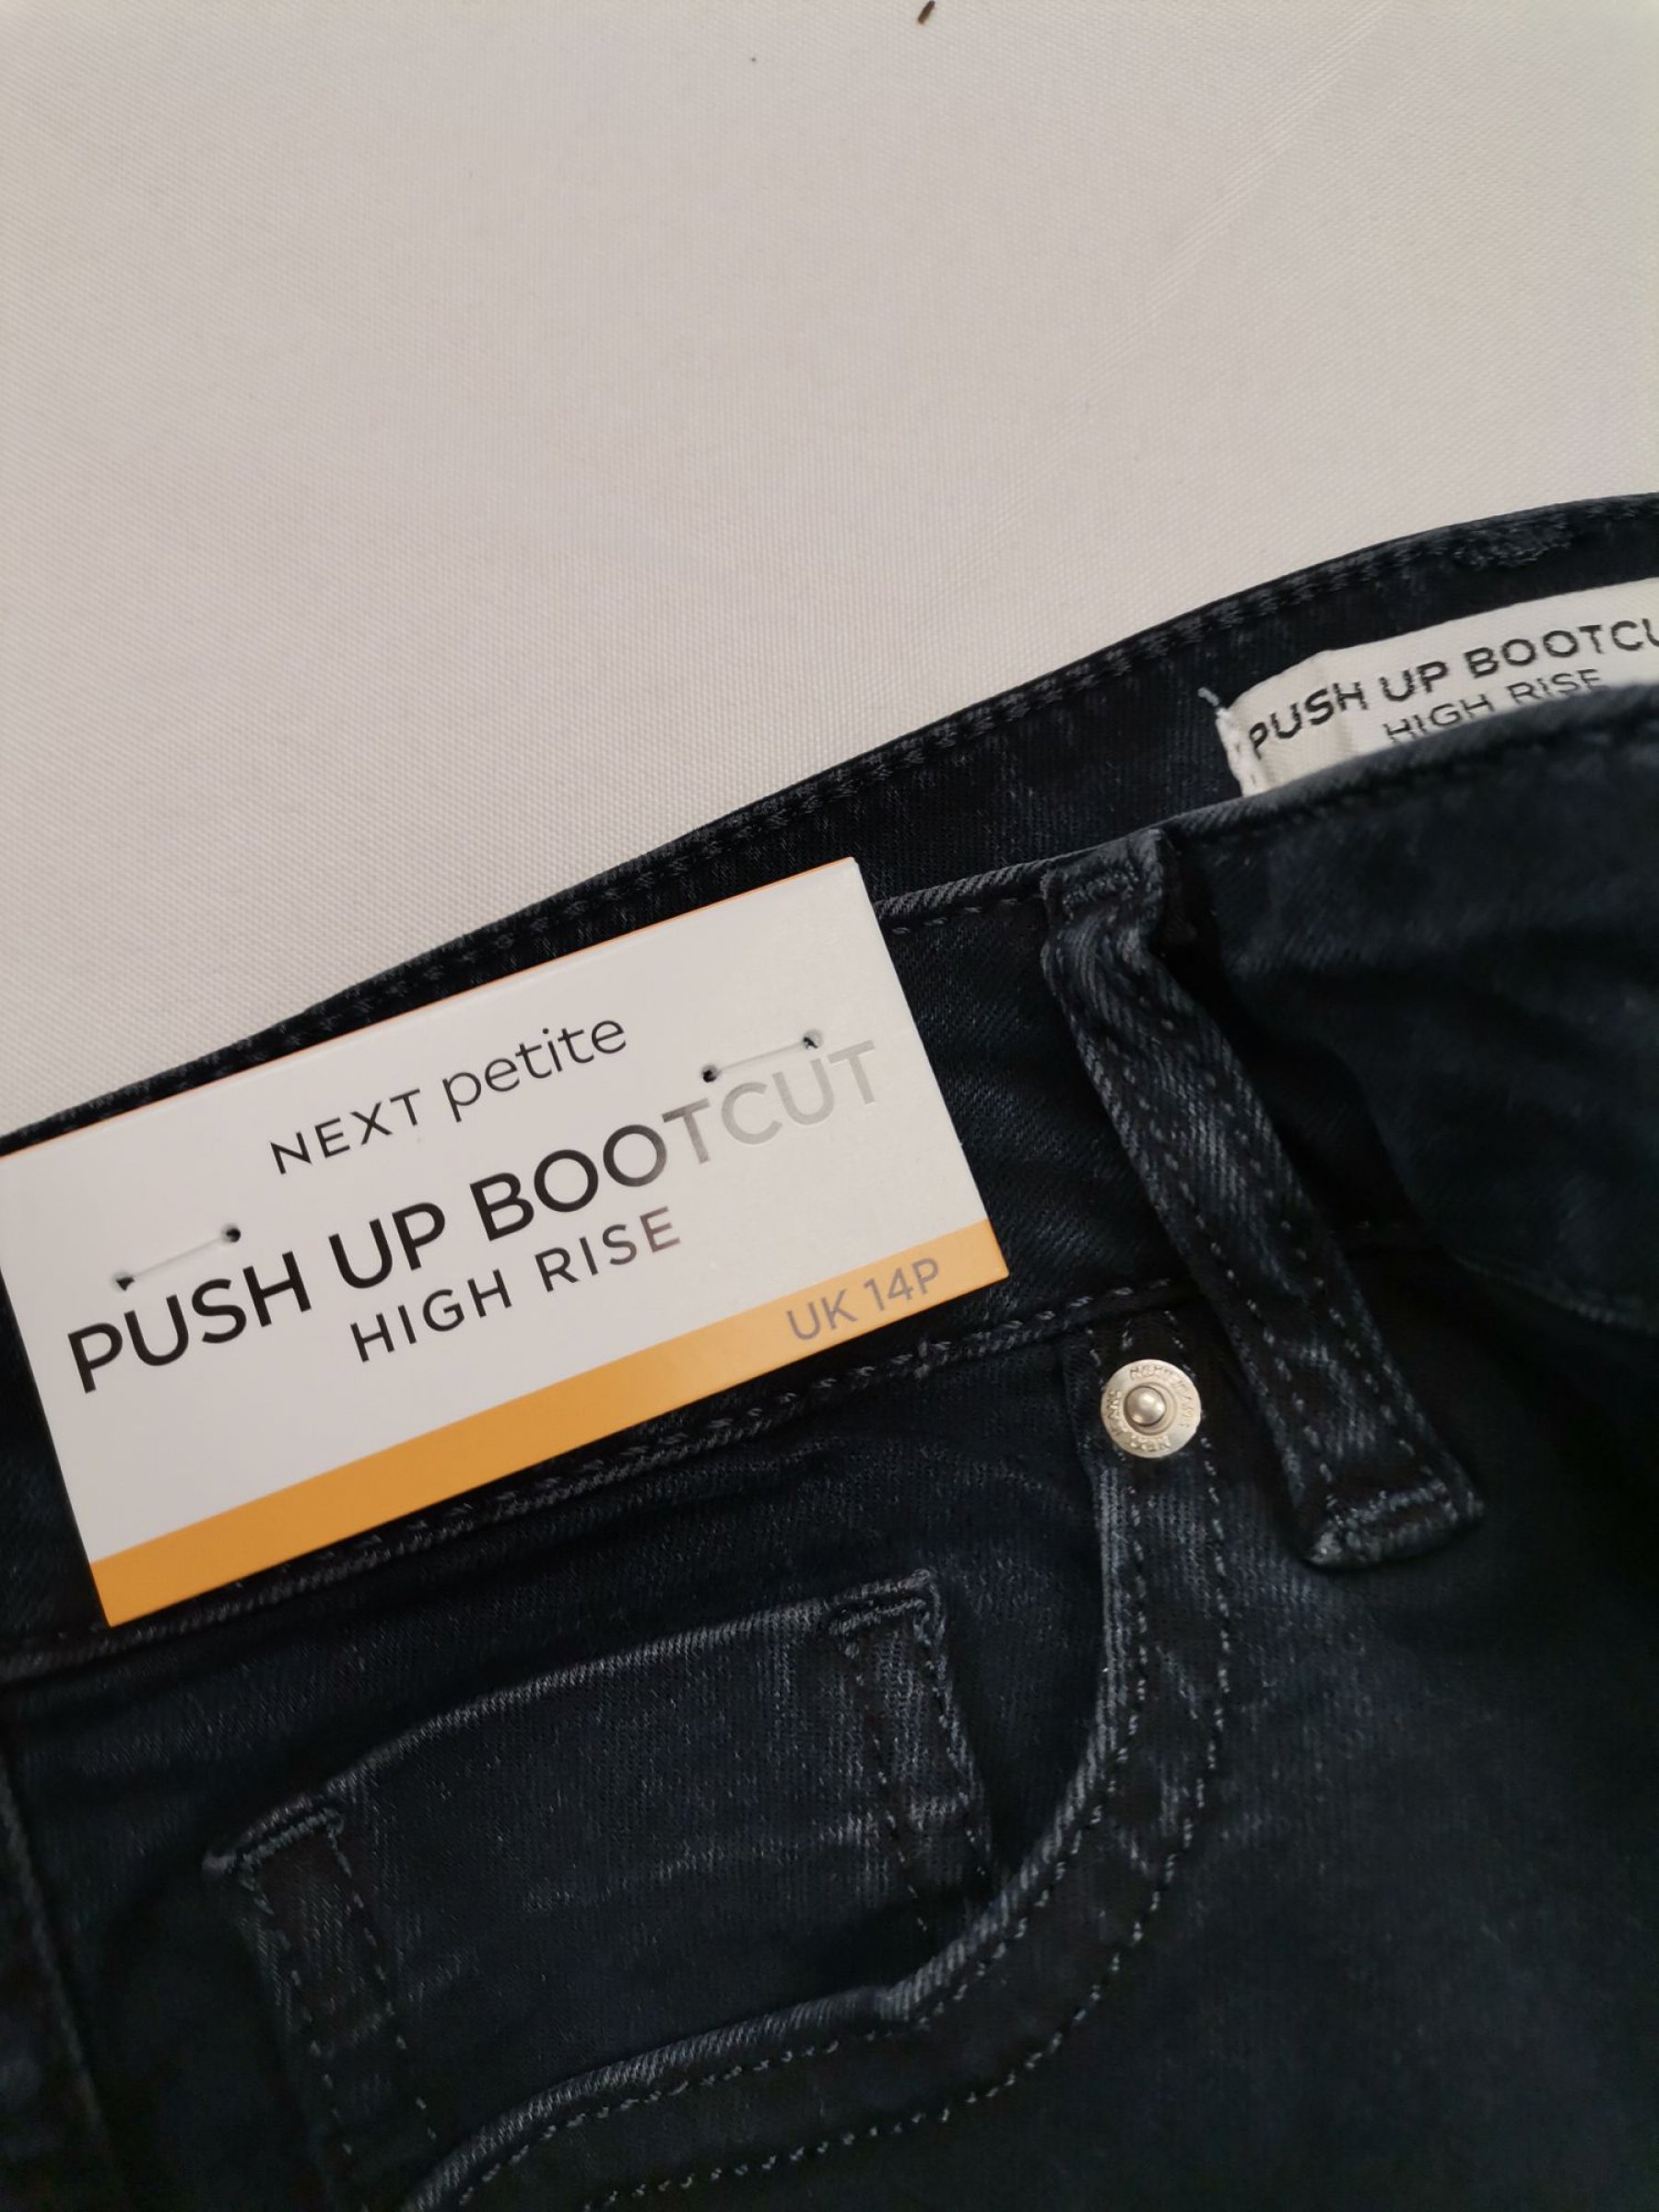 NEXT petite
PUSH UP BOOTCUT
HIGH RISE
UK 14P
PUSH UP BOOTCU
HIGH RISE